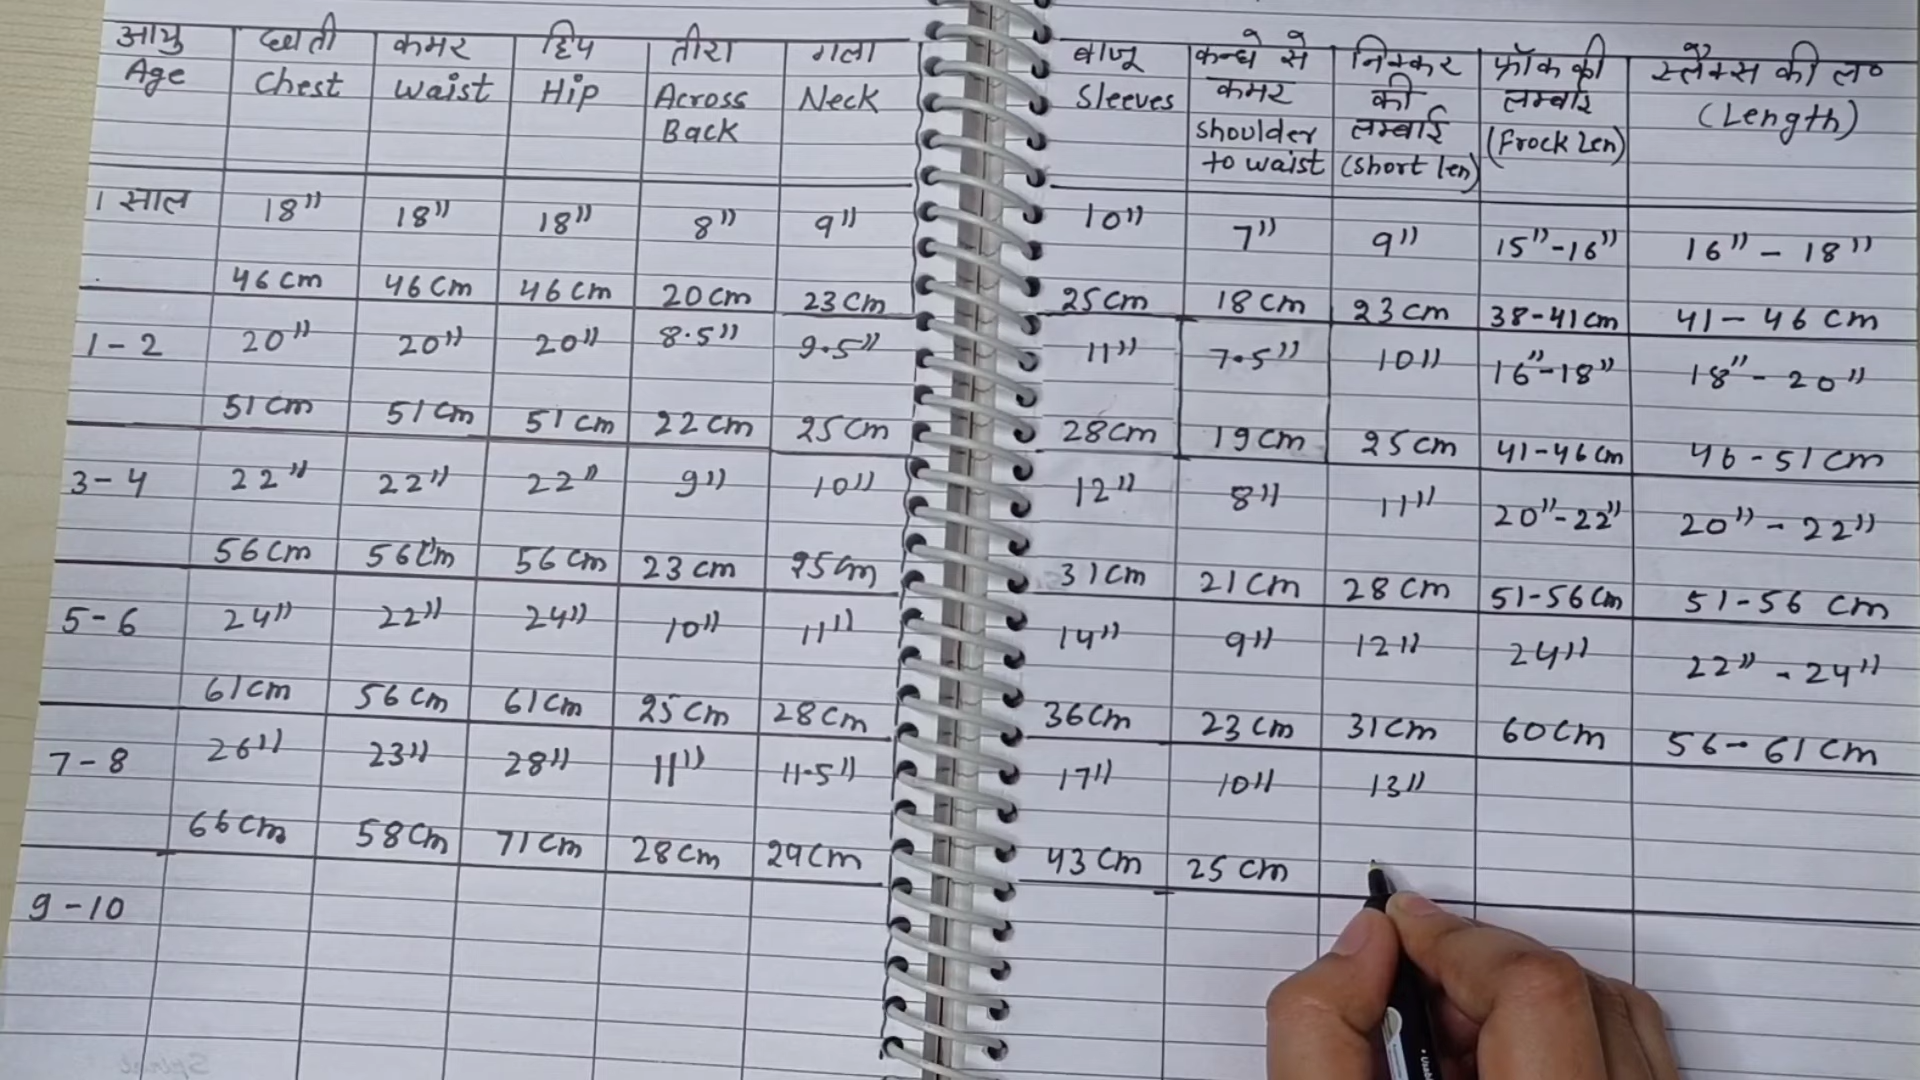 आयु छाती कमर हिप तीरा गला
Age Chest Waist Hip Across Back Neck
1 साल 18" 18" 18" 8" 9"
46 cm 46 cm 46 cm 20 cm 23 cm
1-2 20" 20" 20" 8.5" 9.5"
51 cm 51 cm 51 cm 22 cm 25 cm
3-4 22" 22" 22" 9" 10"
56 cm 56 cm 56 cm 23 cm 25 cm
5-6 24" 22" 24" 10" 11"
61 cm 56 cm 61 cm 25 cm 28 cm
7-8 26" 23" 28" 11" 11.5"
66 cm 58 cm 71 cm 28 cm 29 cm
9-10
बाजू कन्धे से कमर निक्कर की लम्बाई फ्रॉक की लम्बाई स्लैक्स की ल०
Sleeves shoulder to waist (short len) (Frock Len) (Length)
10" 7" 9" 15"-16" 16"-18"
25 cm 18 cm 23 cm 38-41 cm 41-46 cm
11" 7.5" 10" 16"-18" 18"-20"
28 cm 19 cm 25 cm 41-46 cm 46-51 cm
12" 8" 11" 20"-22" 20"-22"
31 cm 21 cm 28 cm 51-56 cm 51-56 cm
14" 9" 12" 24" 22"-24"
36 cm 23 cm 31 cm 60 cm 56-61 cm
17" 10" 13"
43 cm 25 cm